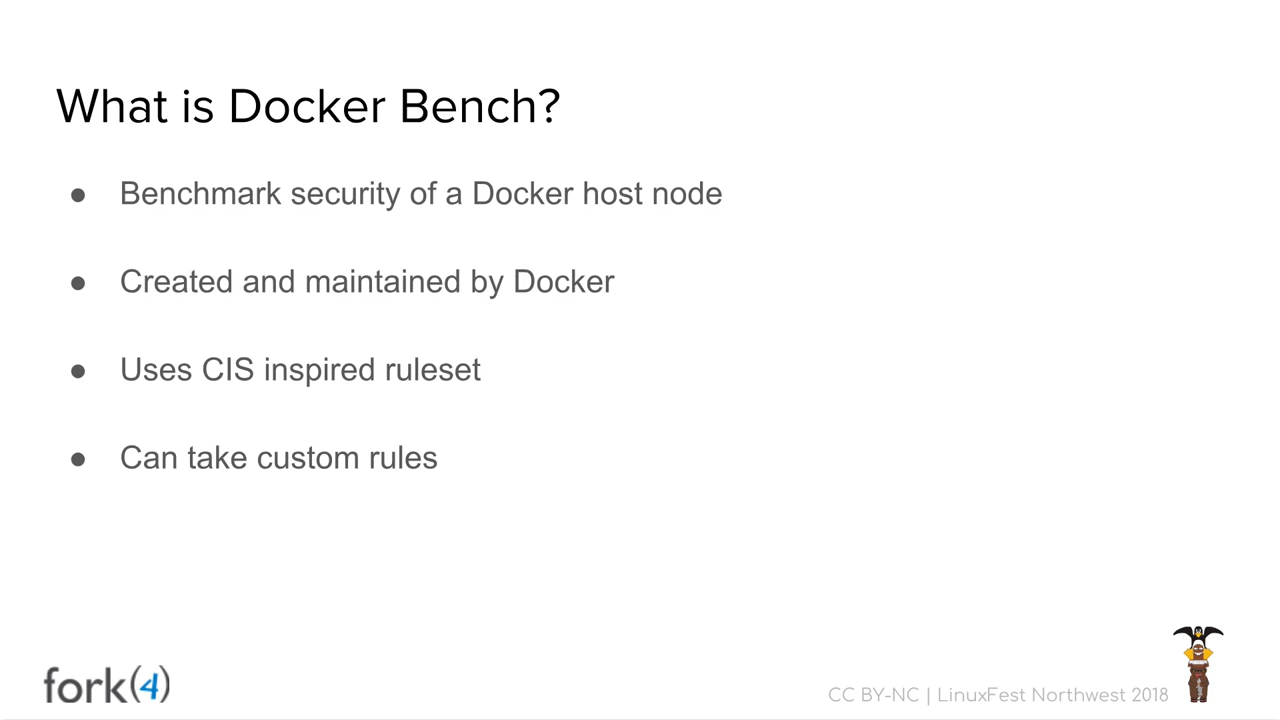 What is Docker Bench?
● Benchmark security of a Docker host node
● Created and maintained by Docker
● Uses CIS inspired ruleset
● Can take custom rules
fork(4)
CC BY-NC | LinuxFest Northwest 2018